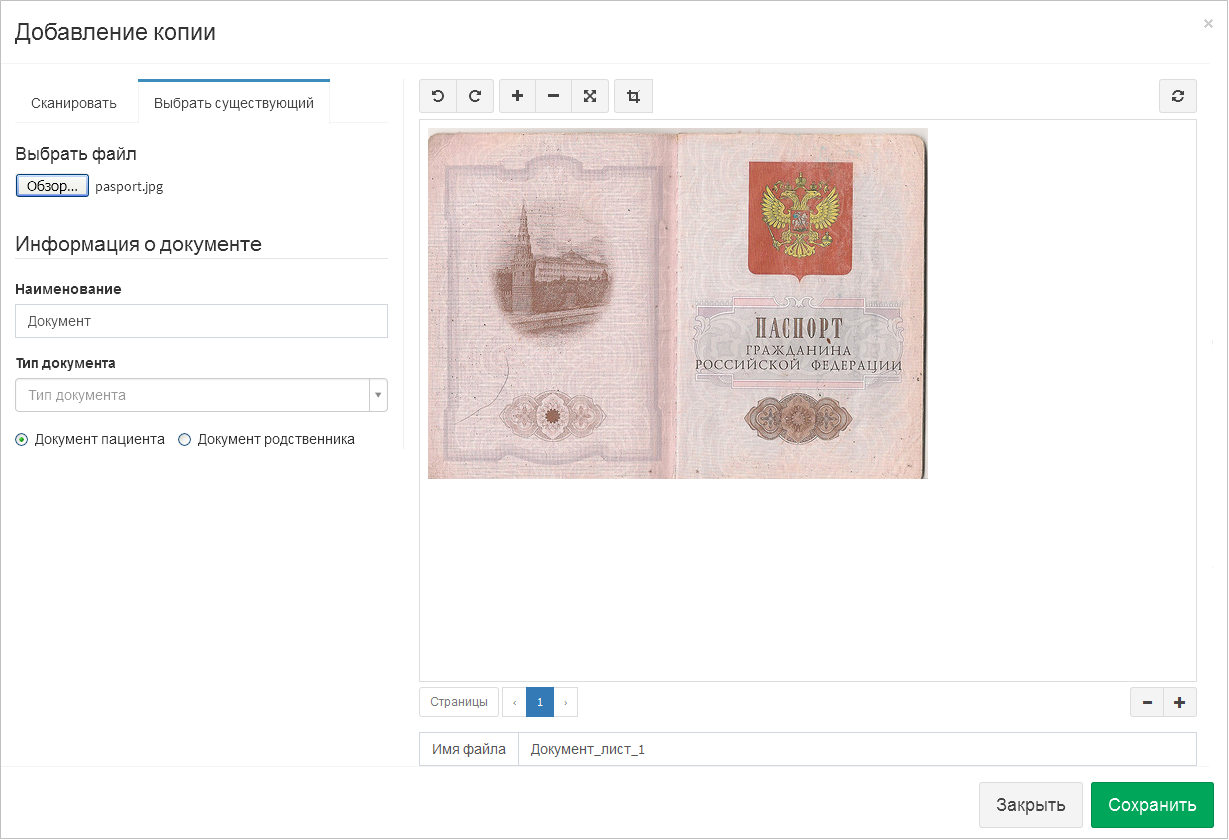 Добавление копии
×
Сканировать
Выбрать существующий
Выбрать файл
Обзор... pasport.jpg
Информация о документе
Наименование
Документ
Тип документа
Тип документа
Документ пациента
Документ родственника
ПАСПОРТ
ГРАЖДАНИНА
РОССИЙСКОЙ ФЕДЕРАЦИИ
Страницы ‹ 1 ›
Имя файла Документ_лист_1
Закрыть
Сохранить